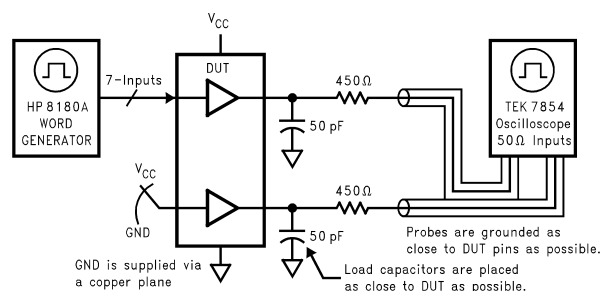 V_CC
DUT
7-Inputs
HP 8180A
WORD
GENERATOR
450Ω
50 pF
TEK 7854
Oscilloscope
50Ω Inputs
V_CC
GND
450Ω
50 pF
Probes are grounded as
close to DUT pins as possible.
GND is supplied via
a copper plane
Load capacitors are placed
as close to DUT as possible.